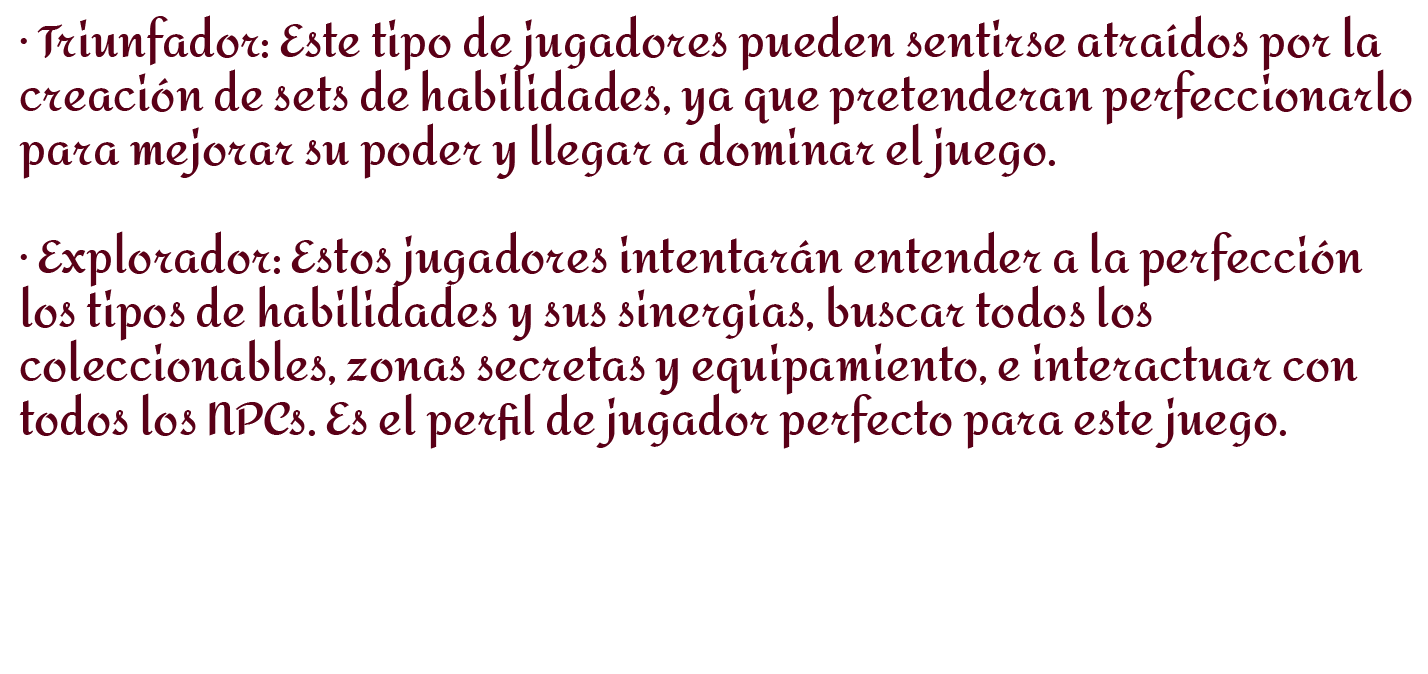 · Triunfador: Este tipo de jugadores pueden sentirse atraídos por la
creación de sets de habilidades, ya que pretenderan perfeccionarlo
para mejorar su poder y llegar a dominar el juego.
· Explorador: Estos jugadores intentarán entender a la perfección
los tipos de habilidades y sus sinergias, buscar todos los
coleccionables, zonas secretas y equipamiento, e interactuar con
todos los NPCs. Es el perfil de jugador perfecto para este juego.